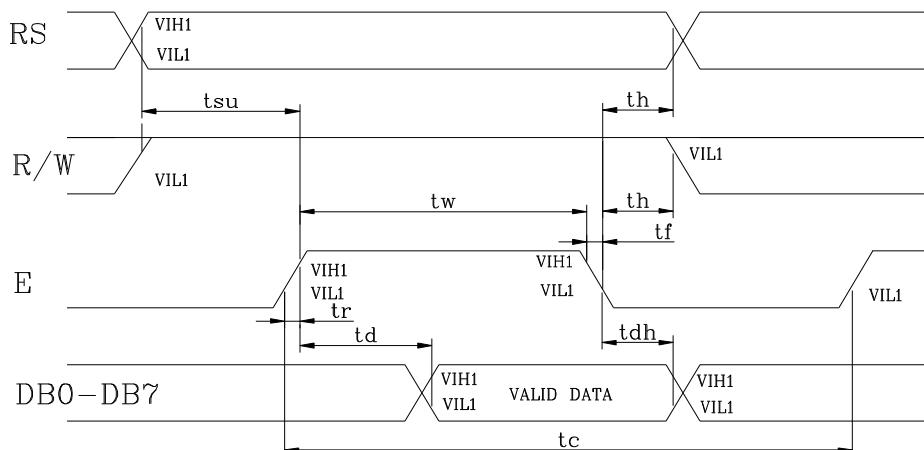 RS
VIH1
VIL1
tsu
th
R/W
VIL1
VIL1
tw
th
tf
E
VIH1
VIL1
VIH1
VIL1
VIL1
tr
td
tdh
DB0-DB7
VIH1
VIL1
VALID DATA
VIH1
VIL1
tc